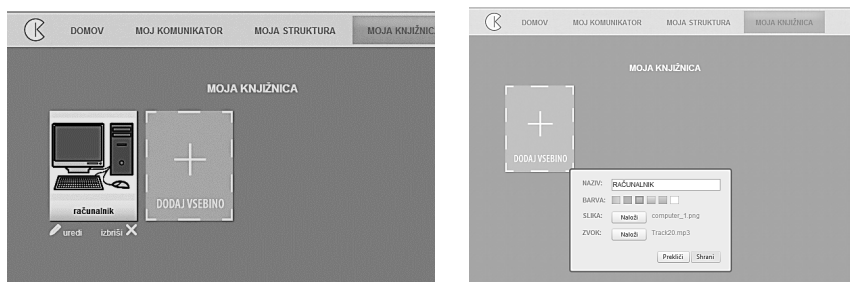 DOMOV MOJ KOMUNIKATOR MOJA STRUKTURA MOJA KNJIŽNIC
MOJA KNJIŽNICA
računalnik
DODAJ VSEBINO
uredi izbriši
DOMOV MOJ KOMUNIKATOR MOJA STRUKTURA MOJA KNJIŽNICA
MOJA KNJIŽNICA
DODAJ VSEBINO
NAZIV: RAČUNALNIK
BARVA:
SLIKA: Naloži computer_1.png
ZVOK: Naloži Track20.mp3
Prekliči Shrani